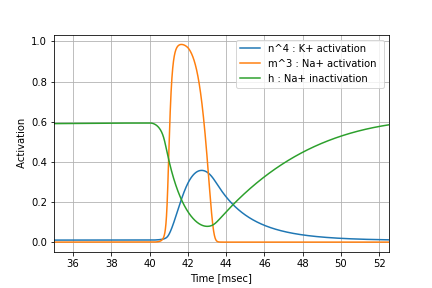 1.0
0.8
0.6
0.4
0.2
0.0
Activation
n^4 : K+ activation
m^3 : Na+ activation
h : Na+ inactivation
36 38 40 42 44 46 48 50 52
Time [msec]